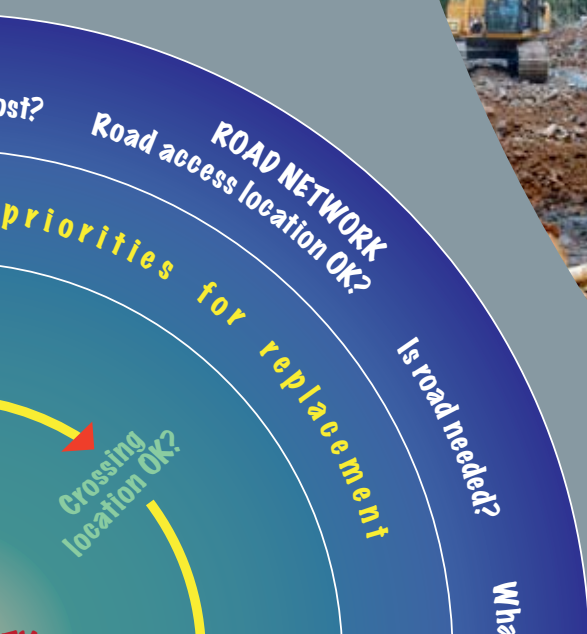 ROAD NETWORK
Road access location OK?
Is road needed?
priorities for replacement
Crossing
location OK?